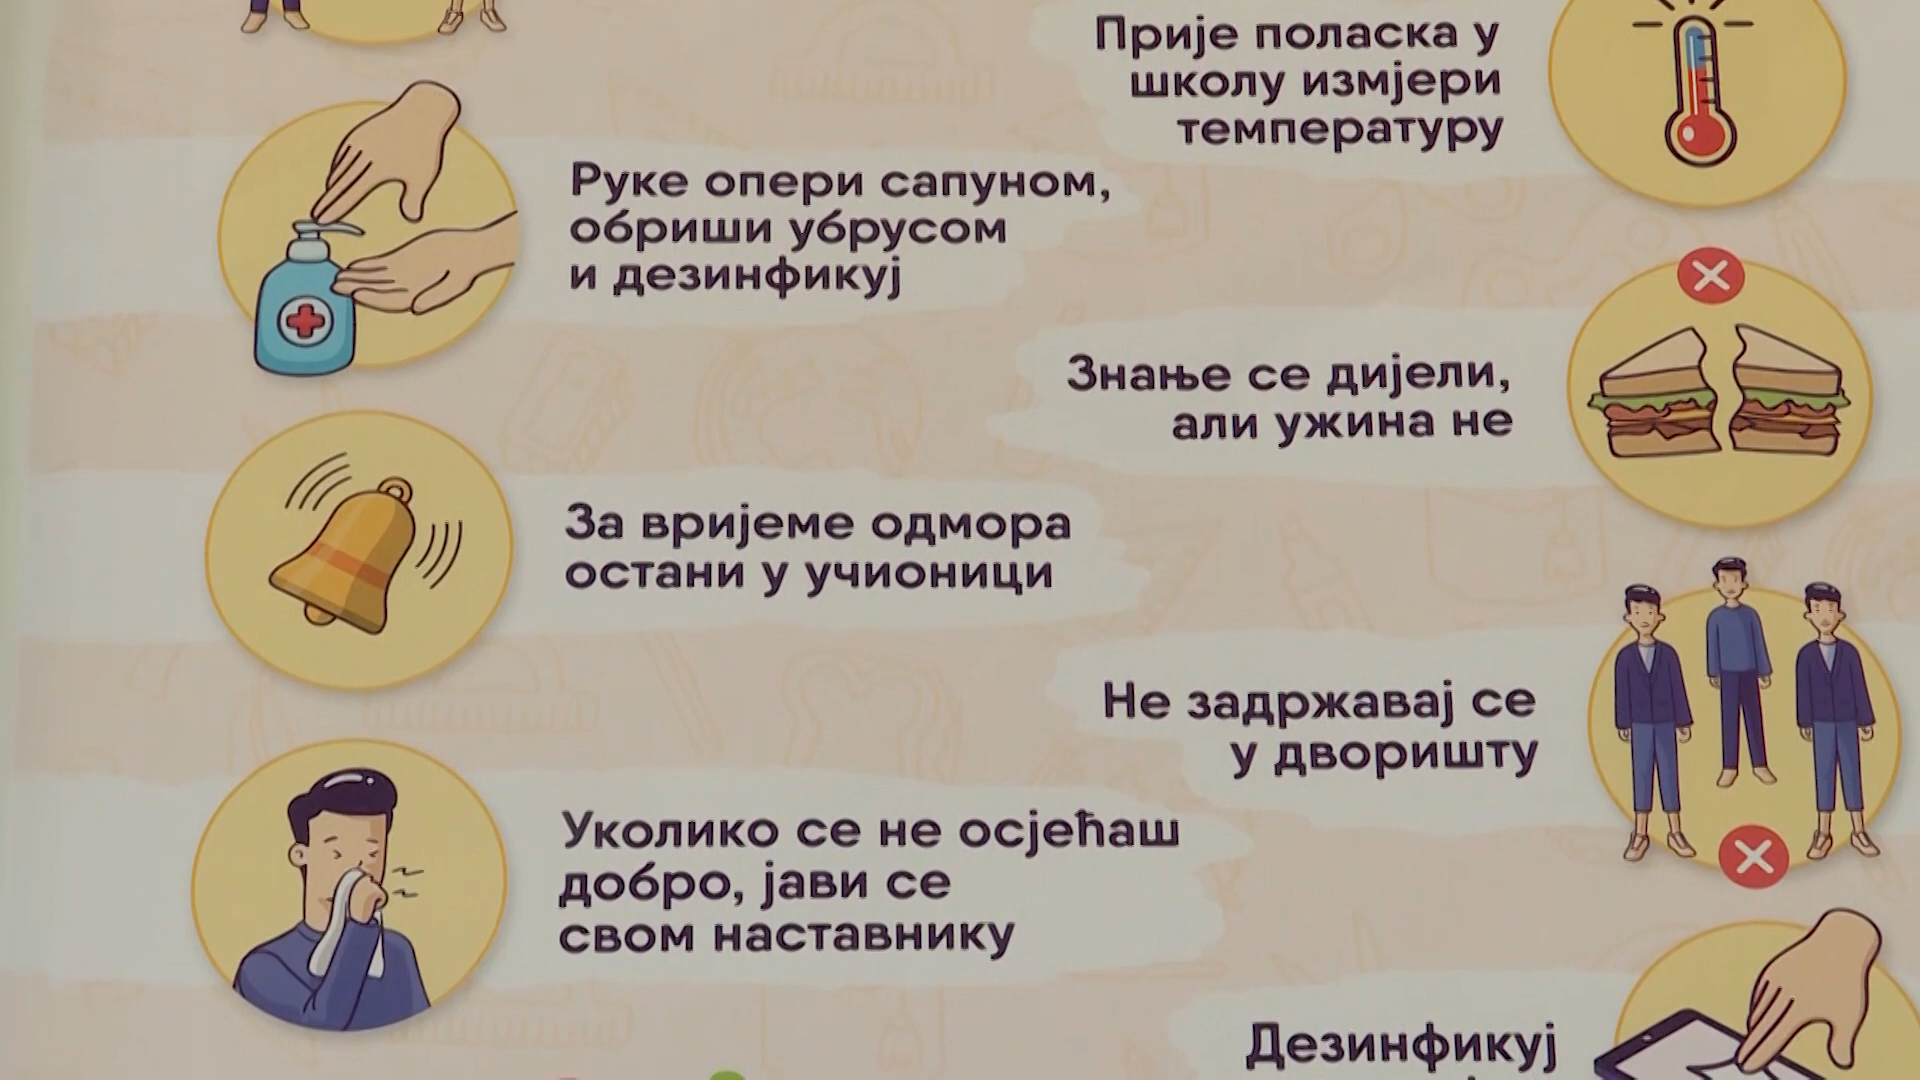 Прије поласка у
школу измјери
температуру
Руке опери сапуном,
обриши убрусом
и дезинфикуј
Знање се дијели,
али ужина не
За вријеме одмора
остани у учионици
Не задржавај се
у дворишту
Уколико се не осјећаш
добро, јави се
свом наставнику
Дезинфикуј